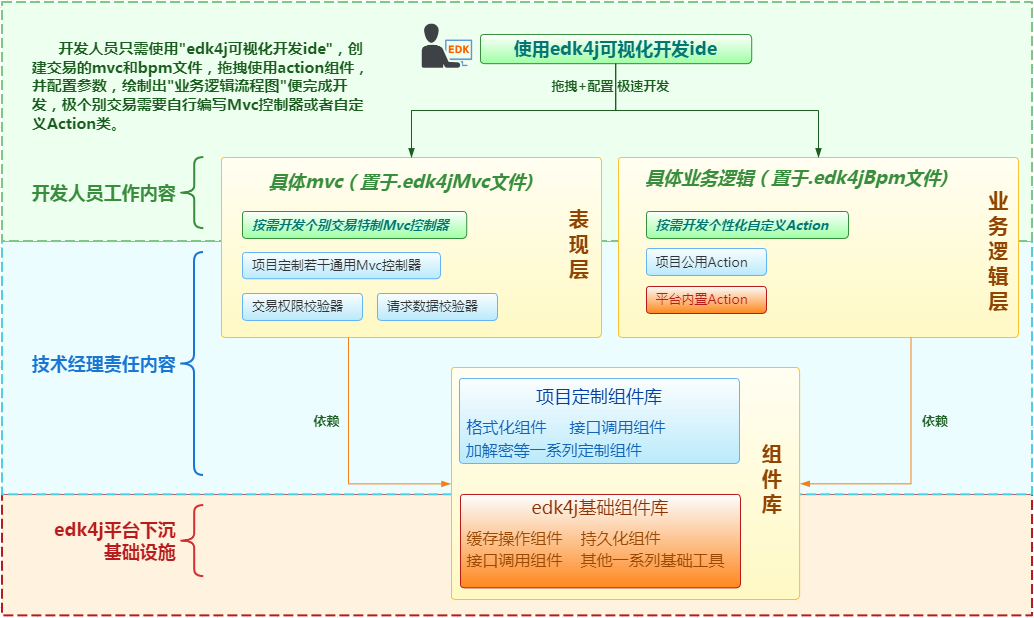 开发人员只需使用"edk4j可视化开发ide"，创
建交易的mvc和bpm文件，拖拽使用action组件，
并配置参数，绘制出"业务逻辑流程图"便完成开
发，极个别交易需要自行编写Mvc控制器或者自定
义Action类。
EDK
使用edk4j可视化开发ide
拖拽+配置 极速开发
开发人员工作内容
具体mvc（置于.edk4jMvc文件)
按需开发个别交易特制Mvc控制器
项目定制若干通用Mvc控制器
交易权限校验器
请求数据校验器
表现层
具体业务逻辑（置于.edk4jBpm文件)
按需开发个性化自定义Action
项目公用Action
平台内置Action
业务逻辑层
技术经理责任内容
依赖
依赖
项目定制组件库
格式化组件 接口调用组件
加解密等一系列定制组件
组件库
edk4j平台下沉
基础设施
edk4j基础组件库
缓存操作组件 持久化组件
接口调用组件 其他一系列基础工具